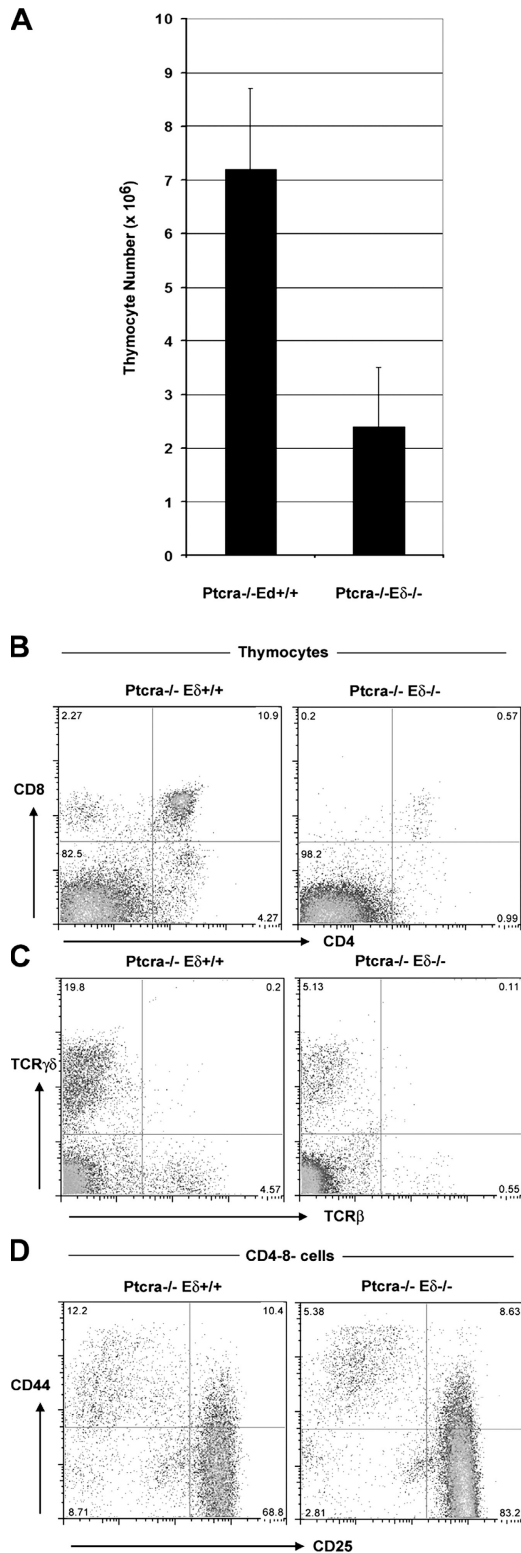 A
10
9
8
7
6
5
4
3
2
1
0
Thymocyte Number (x 10⁶)
Ptcra-/-Ed+/+ Ptcra-/-Eδ-/-
B
Thymocytes
Ptcra-/- Eδ+/+ Ptcra-/- Eδ-/-
2.27 10.9 0.2 0.57
CD8
82.5 98.2
4.27 0.99
CD4
C
Ptcra-/- Eδ+/+ Ptcra-/- Eδ-/-
19.8 0.2 5.13 0.11
TCRγδ
4.57 0.55
TCRβ
D
CD4-8- cells
Ptcra-/- Eδ+/+ Ptcra-/- Eδ-/-
12.2 10.4 5.38 8.63
CD44
8.71 68.8 2.81 83.2
CD25